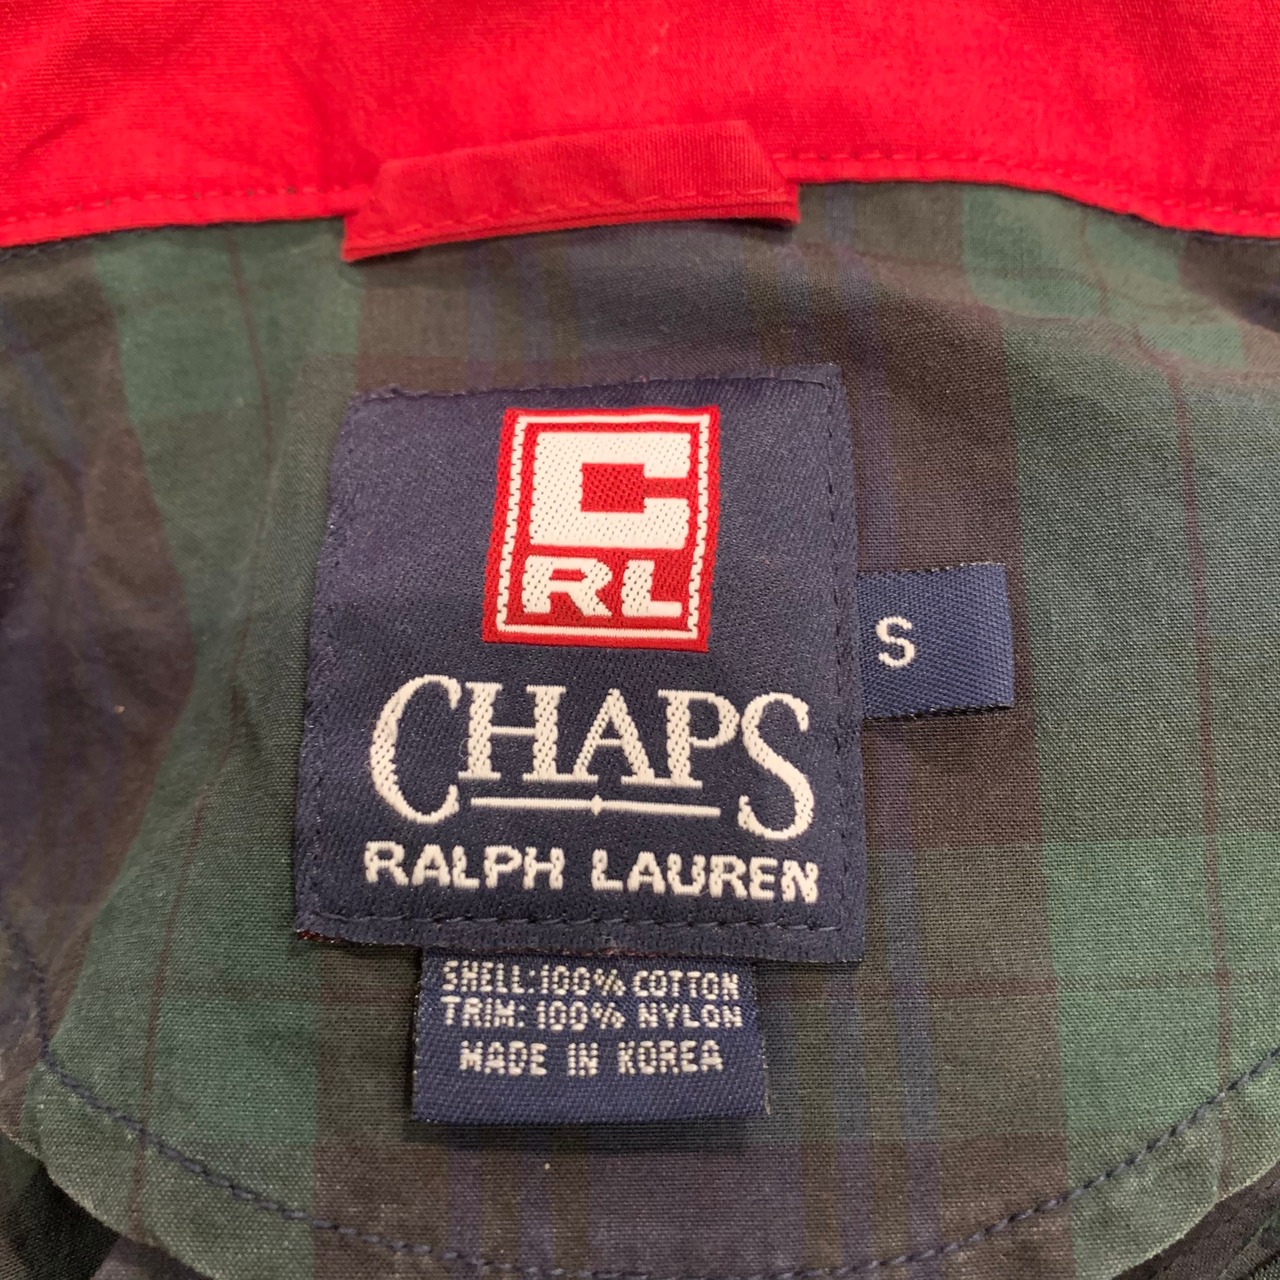 C
RL
CHAPS
RALPH LAUREN
S
SHELL: 100% COTTON
TRIM: 100% NYLON
MADE IN KOREA